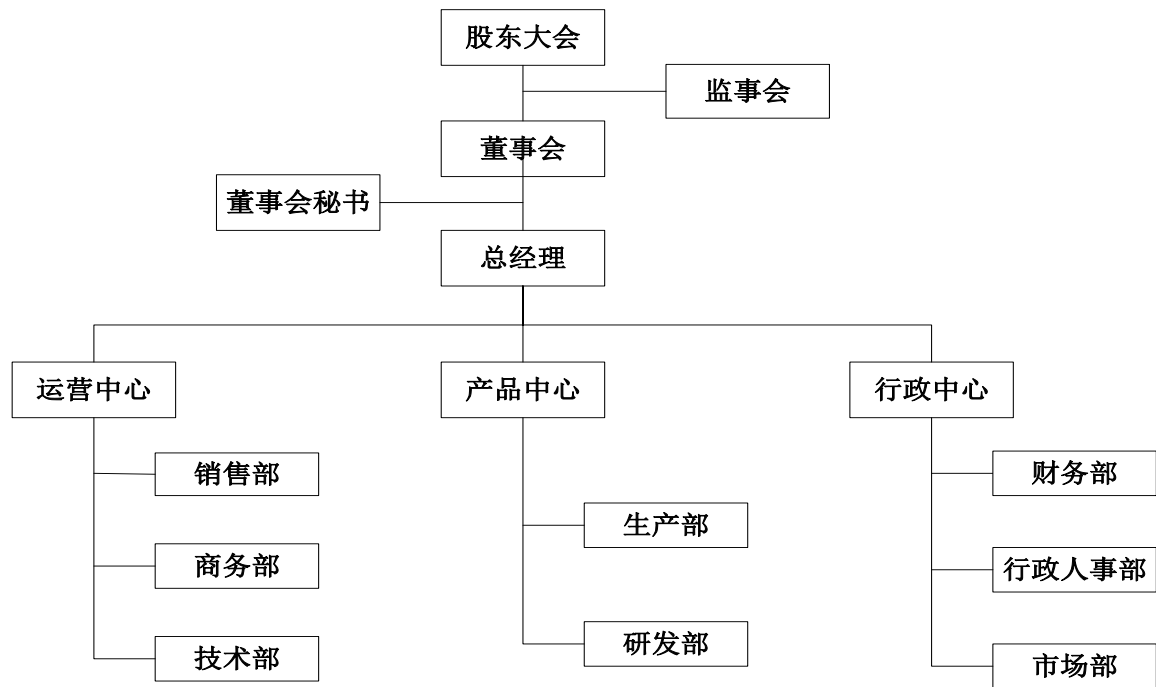 股东大会
监事会
董事会
董事会秘书
总经理
运营中心
产品中心
行政中心
销售部
财务部
生产部
商务部
行政人事部
研发部
技术部
市场部